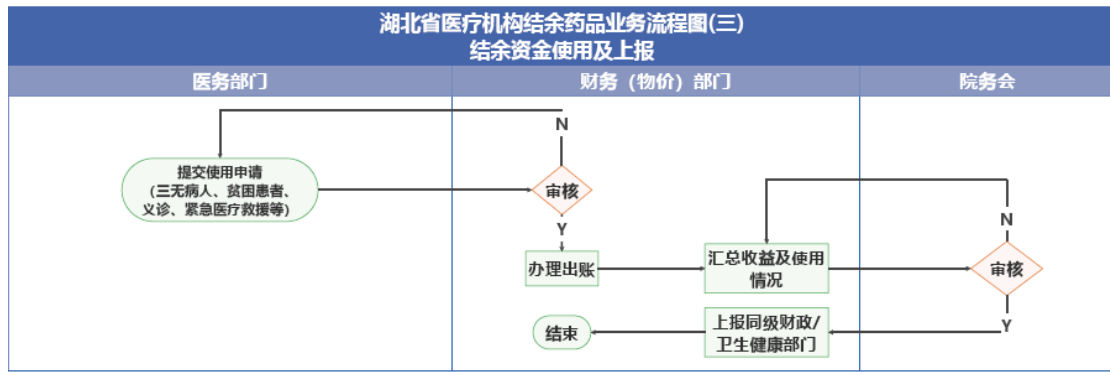 湖北省医疗机构结余药品业务流程图(三)
结余资金使用及上报
医务部门
财务（物价）部门
院务会
N
提交使用申请
（三无病人、贫困患者、
义诊、紧急医疗救援等）
审核
Y
办理出账
汇总收益及使用
情况
N
审核
Y
上报同级财政/
卫生健康部门
结束